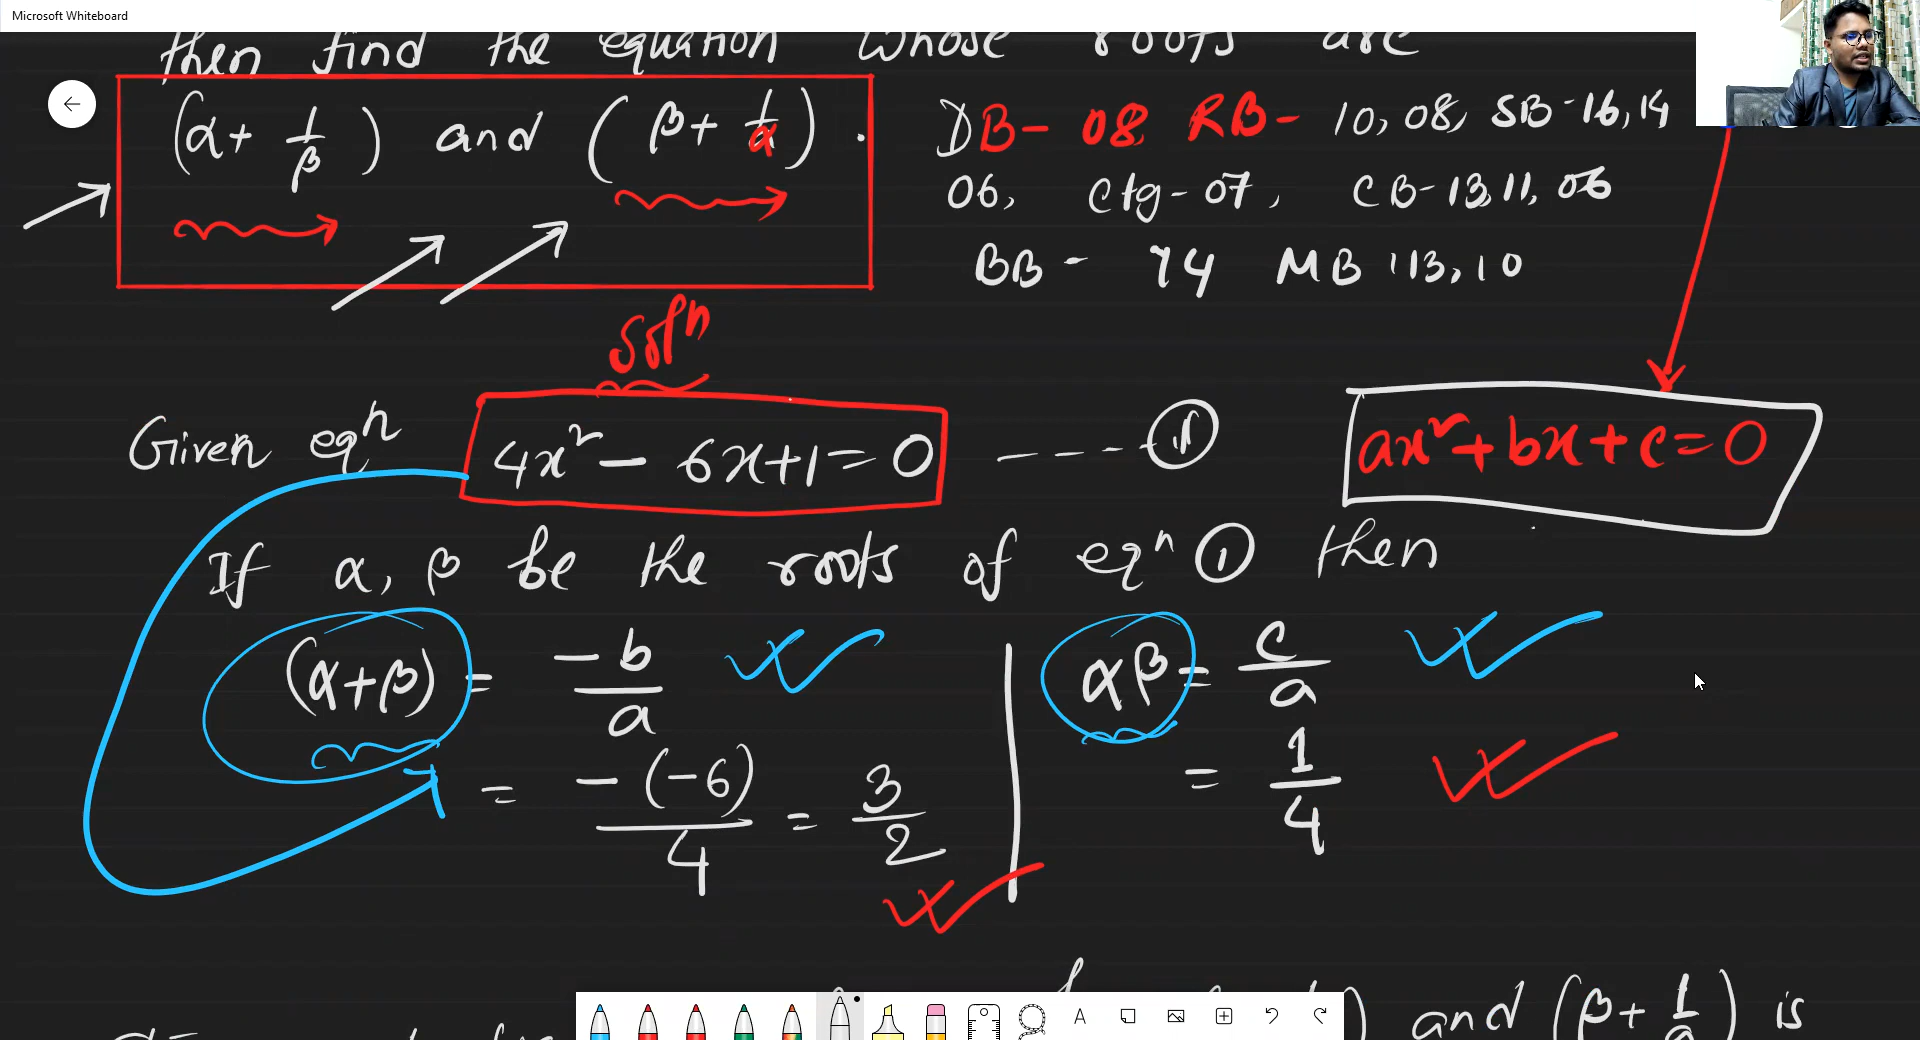 Microsoft Whiteboard
then find the equation whose roots are
(α + 1/β) and (β + 1/α).
DB- 08, RB- 10, 08, SB-16, 14
06, Ctg-07, CB-13, 11, 06
BB - 14 MB : 13, 10
Solⁿ
Given eqⁿ 4x² - 6x + 1 = 0 ---- ①
ax² + bx + c = 0
If α, β be the roots of eqⁿ ① then
(α+β) = -b/a
= -(-6)/4 = 3/2
αβ = c/a
= 1/4
and (β + 1/α) is